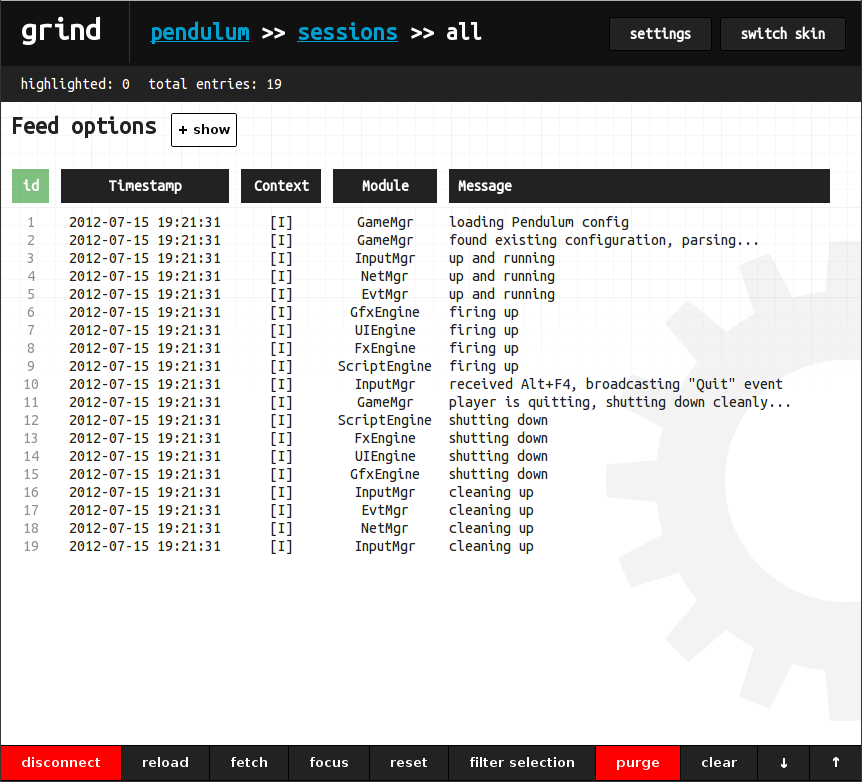 grind pendulum >> sessions >> all settings switch skin
highlighted: 0 total entries: 19
Feed options + show
id Timestamp Context Module Message
1 2012-07-15 19:21:31 [I] GameMgr loading Pendulum config
2 2012-07-15 19:21:31 [I] GameMgr found existing configuration, parsing...
3 2012-07-15 19:21:31 [I] InputMgr up and running
4 2012-07-15 19:21:31 [I] NetMgr up and running
5 2012-07-15 19:21:31 [I] EvtMgr up and running
6 2012-07-15 19:21:31 [I] GfxEngine firing up
7 2012-07-15 19:21:31 [I] UIEngine firing up
8 2012-07-15 19:21:31 [I] FxEngine firing up
9 2012-07-15 19:21:31 [I] ScriptEngine firing up
10 2012-07-15 19:21:31 [I] InputMgr received Alt+F4, broadcasting "Quit" event
11 2012-07-15 19:21:31 [I] GameMgr player is quitting, shutting down cleanly...
12 2012-07-15 19:21:31 [I] ScriptEngine shutting down
13 2012-07-15 19:21:31 [I] FxEngine shutting down
14 2012-07-15 19:21:31 [I] UIEngine shutting down
15 2012-07-15 19:21:31 [I] GfxEngine shutting down
16 2012-07-15 19:21:31 [I] InputMgr cleaning up
17 2012-07-15 19:21:31 [I] EvtMgr cleaning up
18 2012-07-15 19:21:31 [I] NetMgr cleaning up
19 2012-07-15 19:21:31 [I] InputMgr cleaning up
disconnect reload fetch focus reset filter selection purge clear ↓ ↑